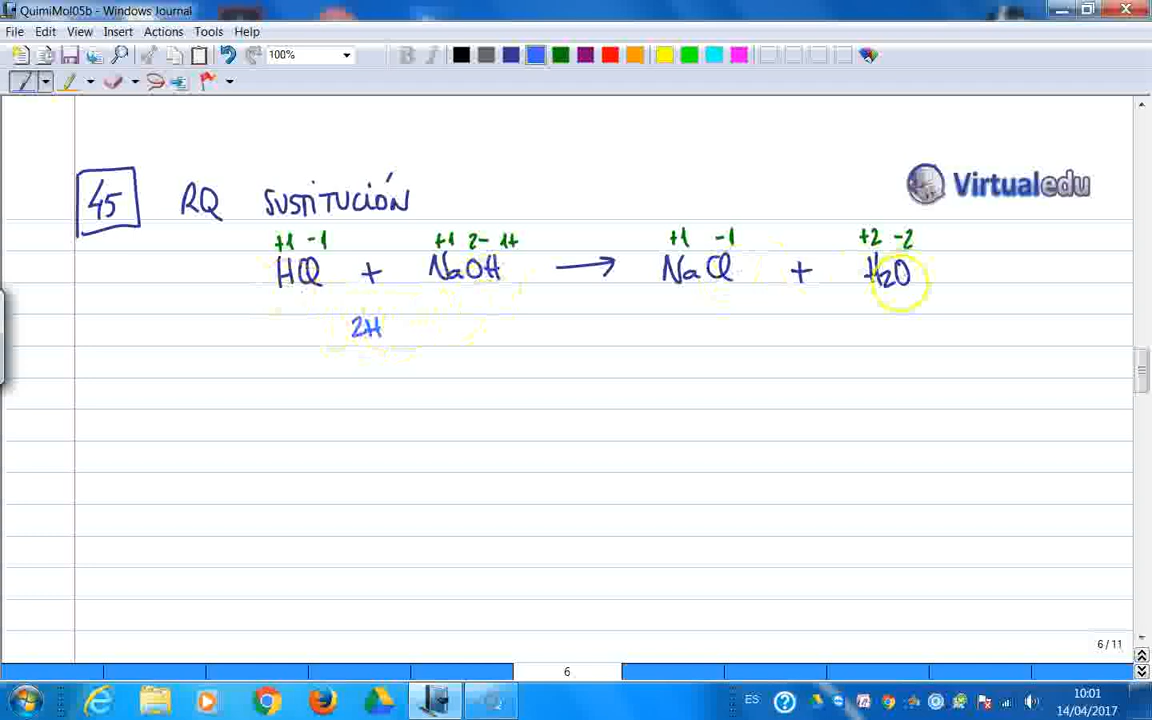 QuimiMol05b - Windows Journal
File Edit View Insert Actions Tools Help
100%
45 RQ SUSTITUCIÓN
Virtualedu
+1 -1 +1 2- 1+ +1 -1 +2 -2
HCl + NaOH → NaCl + H2O
2H
6 / 11
6
ES
10:01
14/04/2017